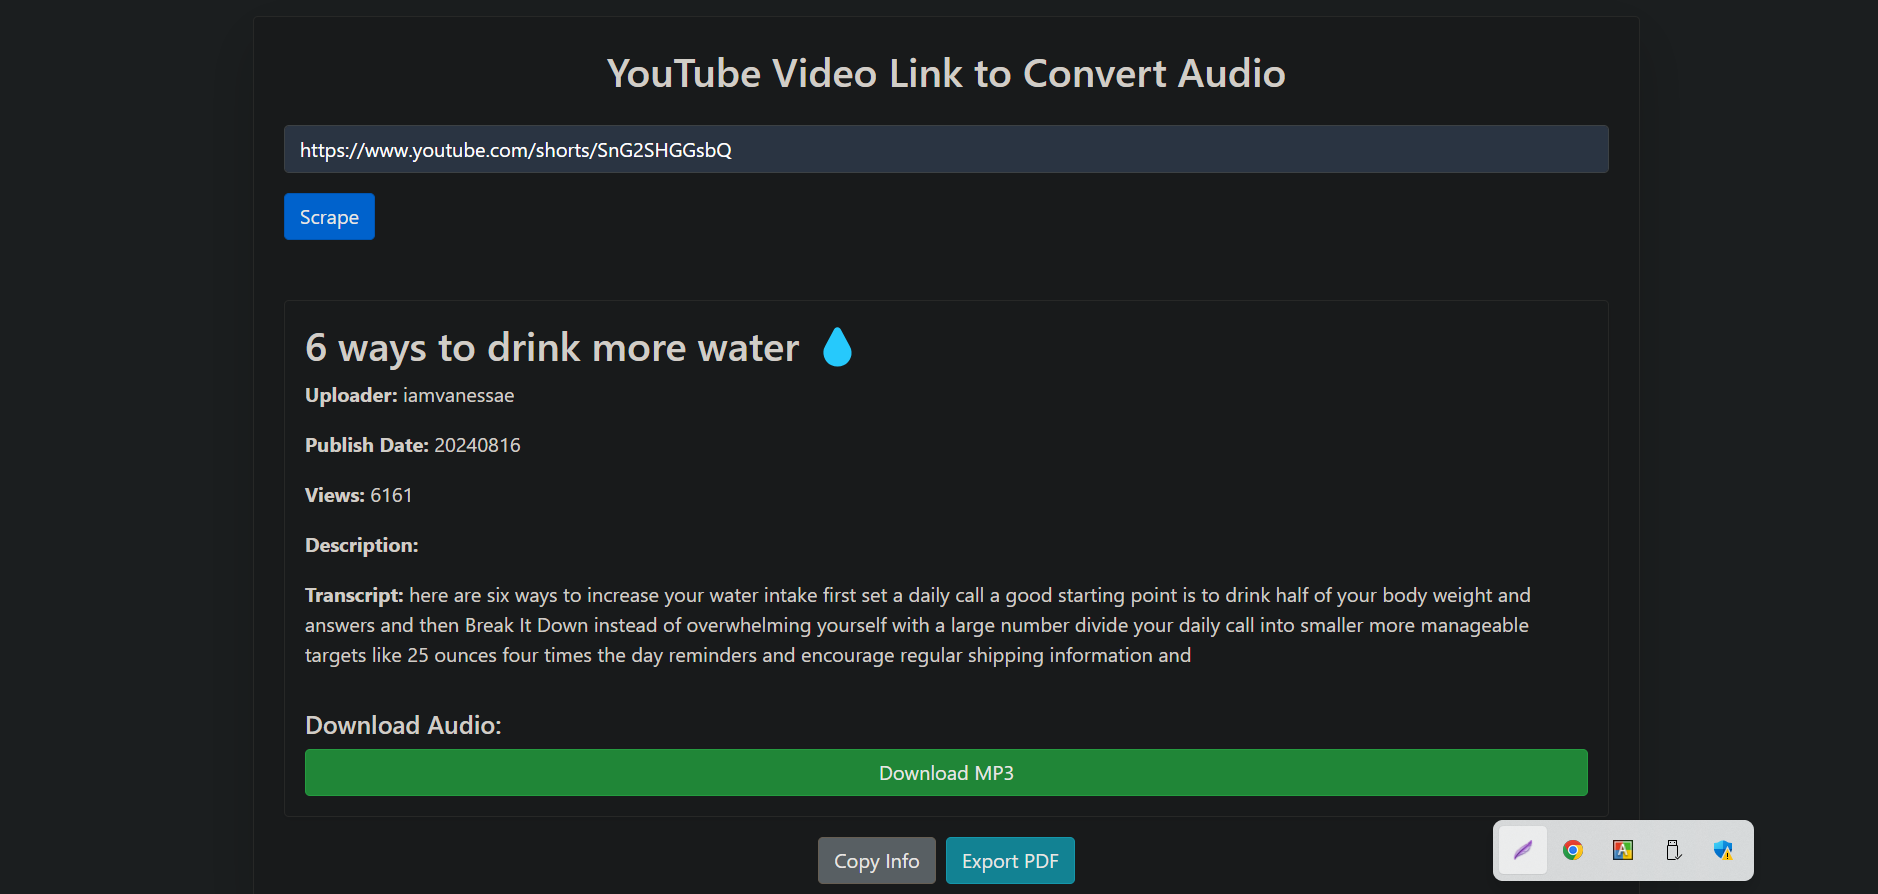 YouTube Video Link to Convert Audio
https://www.youtube.com/shorts/SnG2SHGGsbQ
Scrape
6 ways to drink more water 💧
Uploader: iamvanessae
Publish Date: 20240816
Views: 6161
Description:
Transcript: here are six ways to increase your water intake first set a daily call a good starting point is to drink half of your body weight and
answers and then Break It Down instead of overwhelming yourself with a large number divide your daily call into smaller more manageable
targets like 25 ounces four times the day reminders and encourage regular shipping information and
Download Audio:
Download MP3
Copy Info
Export PDF